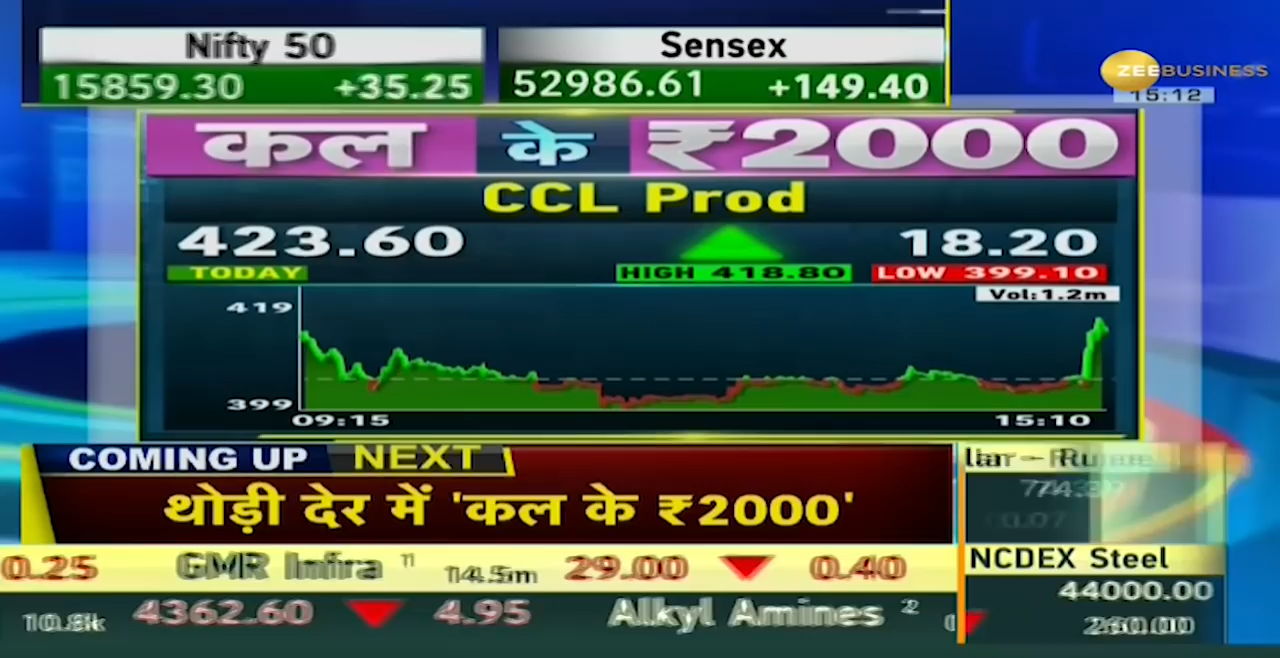 Nifty 50
15859.30 +35.25
Sensex
52986.61 +149.40
ZEEBUSINESS
15:12
कल के ₹2000
CCL Prod
423.60 18.20
TODAY HIGH 418.80 LOW 399.10
Vol:1.2m
419
399
09:15 15:10
COMING UP NEXT
थोड़ी देर में 'कल के ₹2000'
0.25 GMR Infra 14.5m 29.00 0.40
4362.60 4.95 Alkyl Amines
NCDEX Steel
44000.00